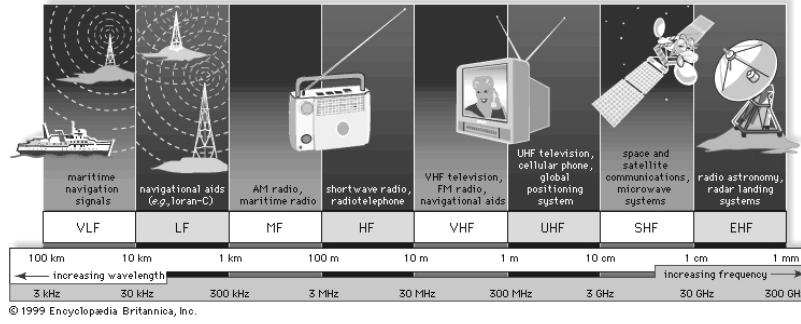 maritime
navigation
signals
navigational aids
(e.g., loran-C)
AM radio,
maritime radio
shortwave radio,
radiotelephone
VHF television,
FM radio,
navigational aids
UHF television,
cellular phone,
global
positioning
system
space and
satellite
communications,
microwave
systems
radio astronomy,
radar landing
systems
VLF LF MF HF VHF UHF SHF EHF
100 km 10 km 1 km 100 m 10 m 1 m 10 cm 1 cm 1 mm
increasing wavelength increasing frequency
3 kHz 30 kHz 300 kHz 3 MHz 30 MHz 300 MHz 3 GHz 30 GHz 300 GH
© 1999 Encyclopædia Britannica, Inc.